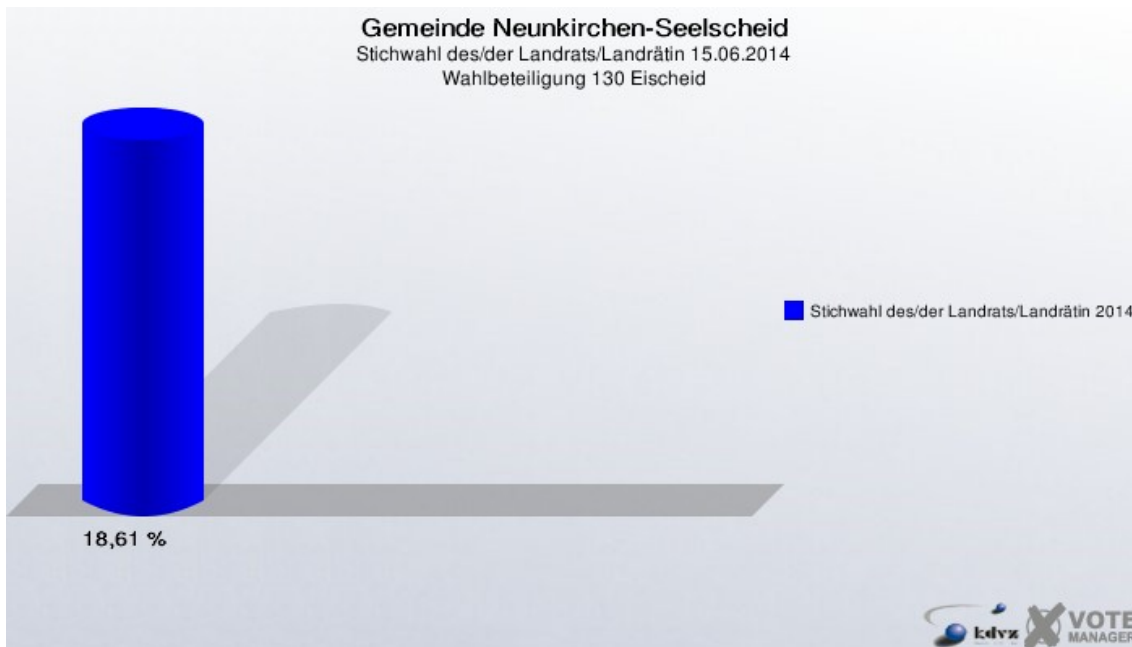 Gemeinde Neunkirchen-Seelscheid
Stichwahl des/der Landrats/Landrätin 15.06.2014
Wahlbeteiligung 130 Eischeid
Stichwahl des/der Landrats/Landrätin 2014
18,61 %
kdvz
VOTE
MANAGER